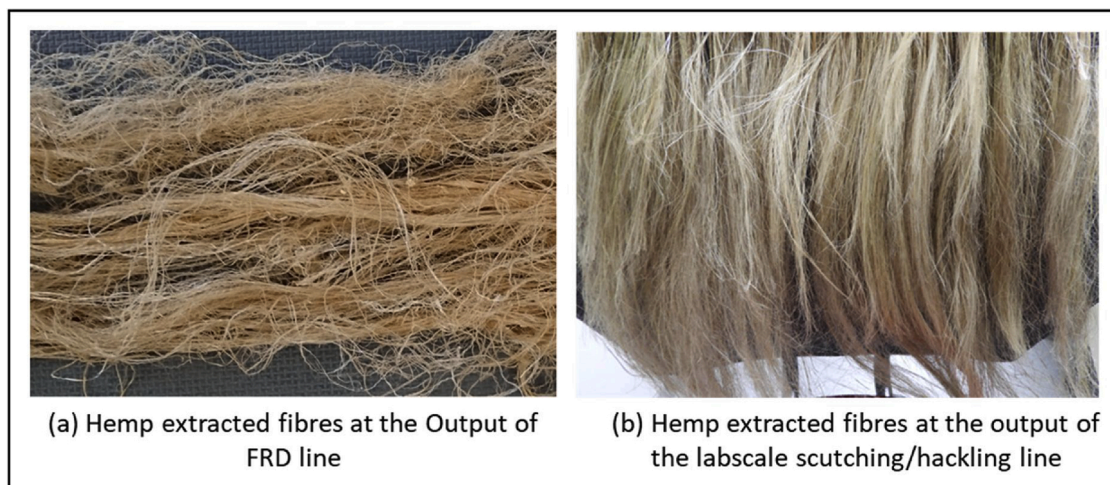 (a) Hemp extracted fibres at the Output of
FRD line
(b) Hemp extracted fibres at the output of
the labscale scutching/hackling line